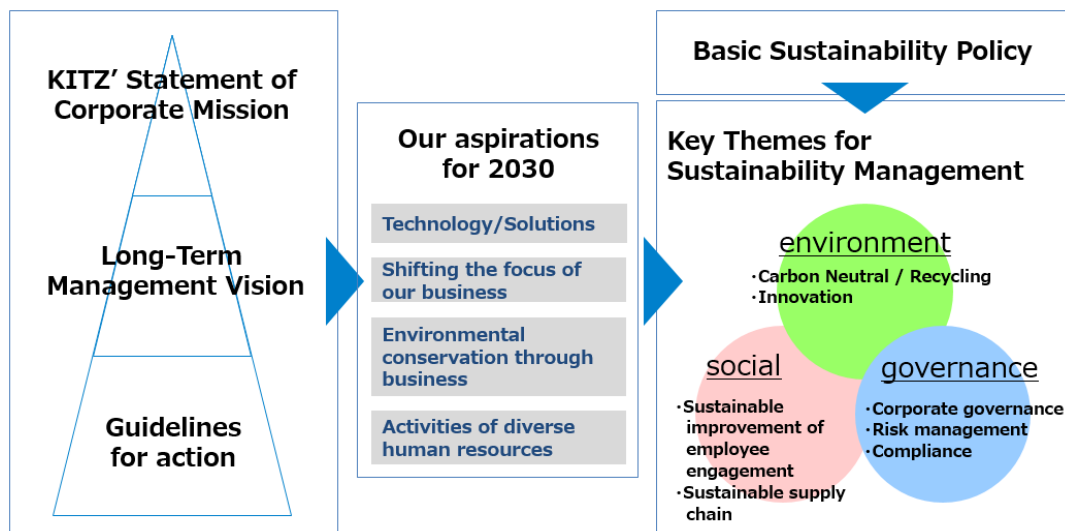 KITZ' Statement of
Corporate Mission
Long-Term
Management Vision
Guidelines
for action
Our aspirations
for 2030
Technology/Solutions
Shifting the focus of
our business
Environmental
conservation through
business
Activities of diverse
human resources
Basic Sustainability Policy
Key Themes for
Sustainability Management
environment
・Carbon Neutral / Recycling
・Innovation
social
・Sustainable
improvement of
employee
engagement
・Sustainable supply
chain
governance
・Corporate governance
・Risk management
・Compliance